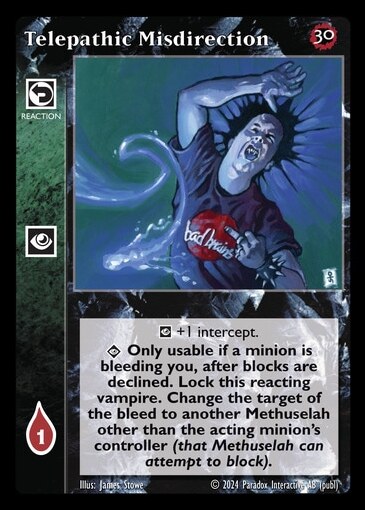 Telepathic Misdirection
30
REACTION
bad brains
+1 intercept.
Only usable if a minion is
bleeding you, after blocks are
declined. Lock this reacting
vampire. Change the target of
the bleed to another Methuselah
other than the acting minion's
controller (that Methuselah can
attempt to block).
1
Illus: James Stowe
© 2024 Paradox Interactive AB (publ)